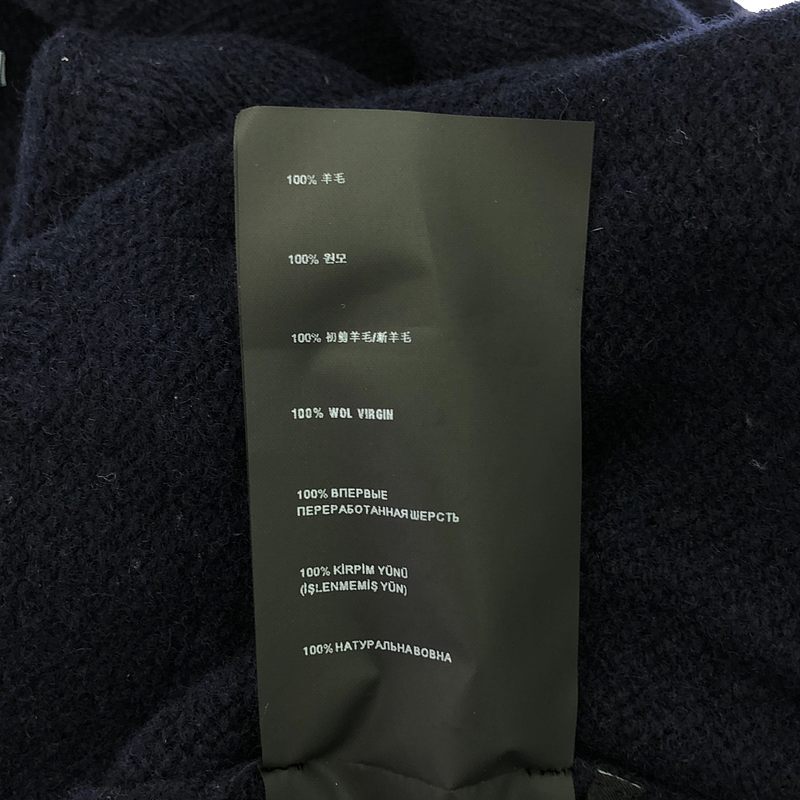 100% 羊毛
100% 원모
100% 初剪羊毛/新羊毛
100% WOL VIRGIN
100% ВПЕРВЫЕ
ПЕРЕРАБОТАННАЯ ШЕРСТЬ
100% KİRPİM YÜNÜ
(İŞLENMEMİŞ YÜN)
100% НАТУРАЛЬНА ВОВНА